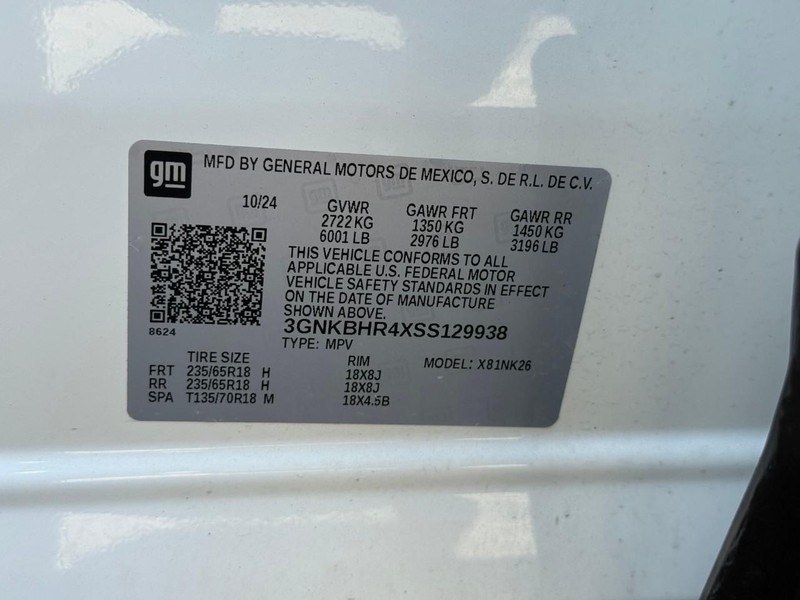 gm MFD BY GENERAL MOTORS DE MEXICO, S. DE R.L. DE C.V.
10/24 GVWR GAWR FRT GAWR RR
2722 KG 1350 KG 1450 KG
6001 LB 2976 LB 3196 LB
THIS VEHICLE CONFORMS TO ALL
APPLICABLE U.S. FEDERAL MOTOR
VEHICLE SAFETY STANDARDS IN EFFECT
ON THE DATE OF MANUFACTURE
SHOWN ABOVE.
8624 3GNKBHR4XSS129938
TYPE: MPV MODEL: X81NK26
TIRE SIZE RIM
FRT 235/65R18 H 18X8J
RR 235/65R18 H 18X8J
SPA T135/70R18 M 18X4.5B